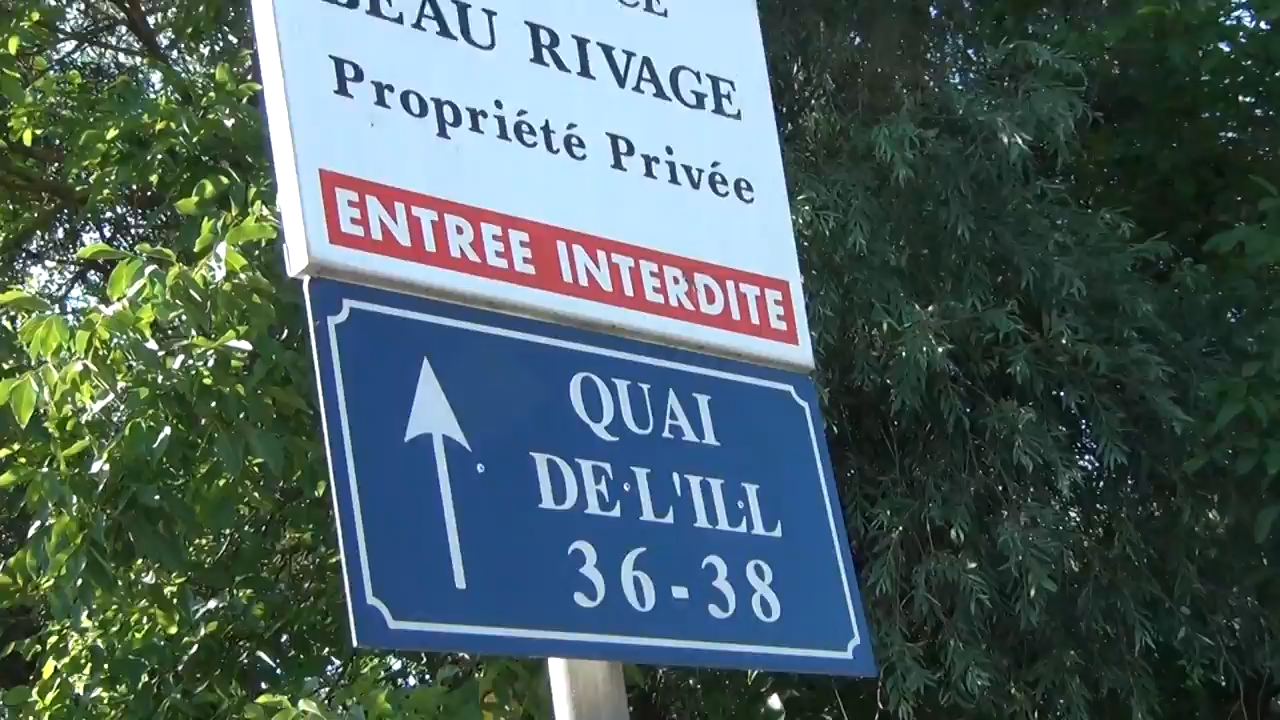 BEAU RIVAGE
Propriété Privée
ENTREE INTERDITE
QUAI
DE L'ILL
36-38